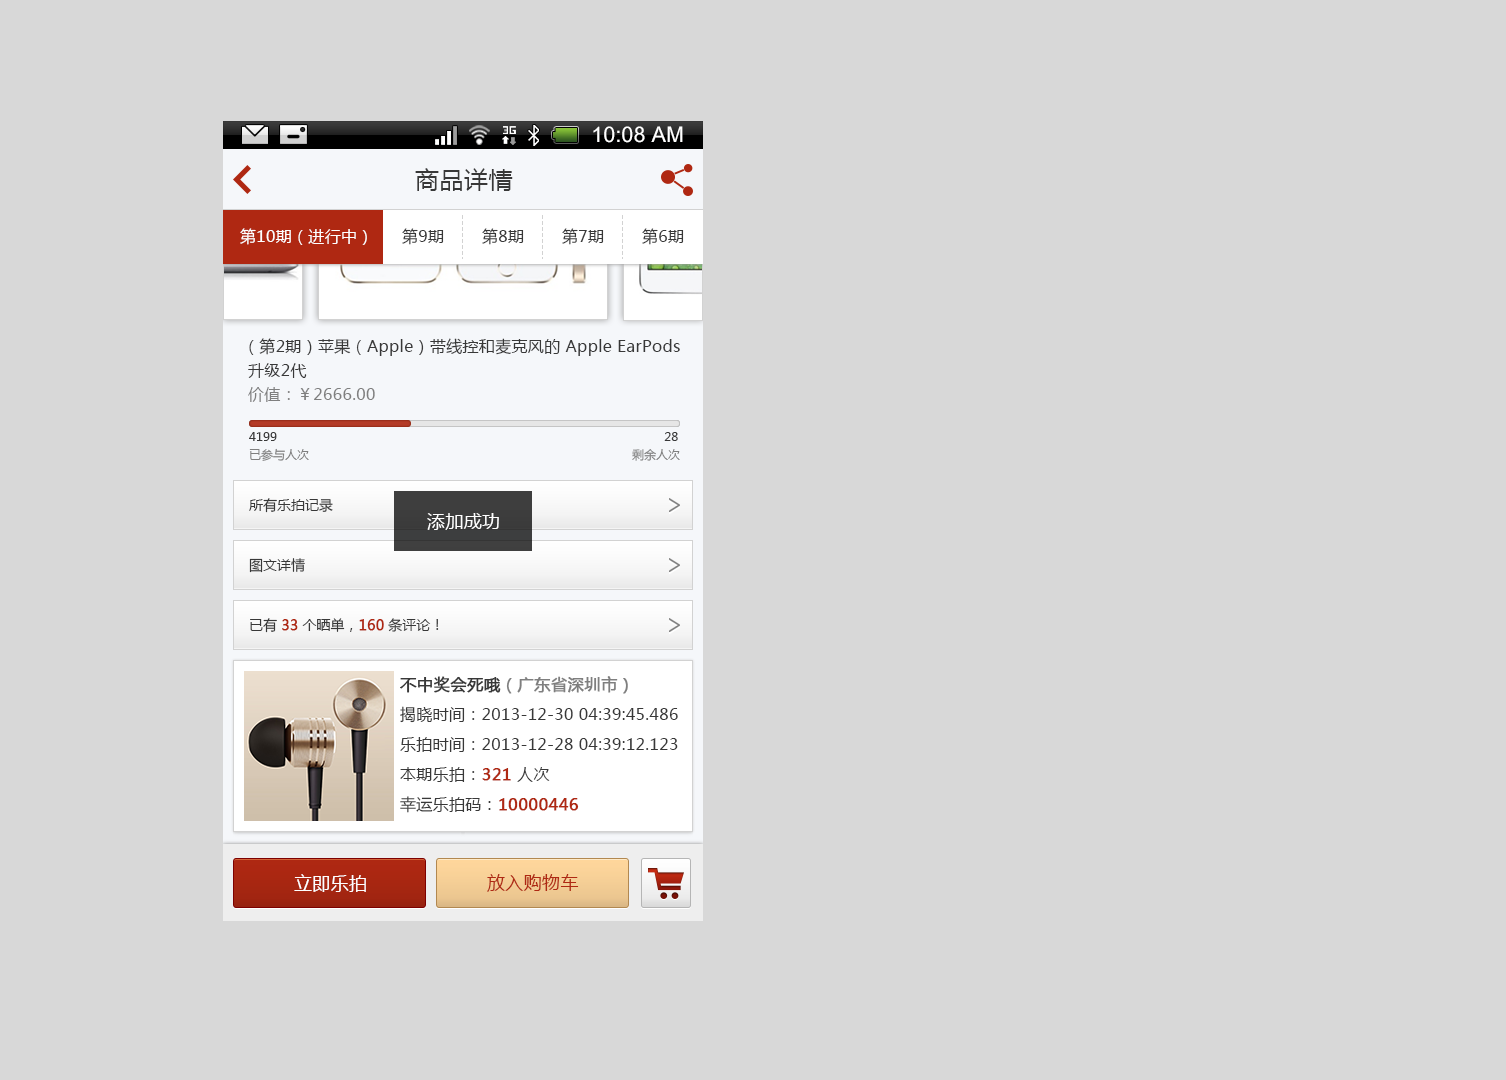 3G 10:08 AM
商品详情
第10期（进行中） 第9期 第8期 第7期 第6期
（第2期）苹果（Apple）带线控和麦克风的 Apple EarPods
升级2代
价值：￥2666.00
4199 28
已参与人次 剩余人次
所有乐拍记录
添加成功
图文详情
已有 33 个晒单，160 条评论！
不中奖会死哦（广东省深圳市）
揭晓时间：2013-12-30 04:39:45.486
乐拍时间：2013-12-28 04:39:12.123
本期乐拍：321 人次
幸运乐拍码：10000446
立即乐拍 放入购物车